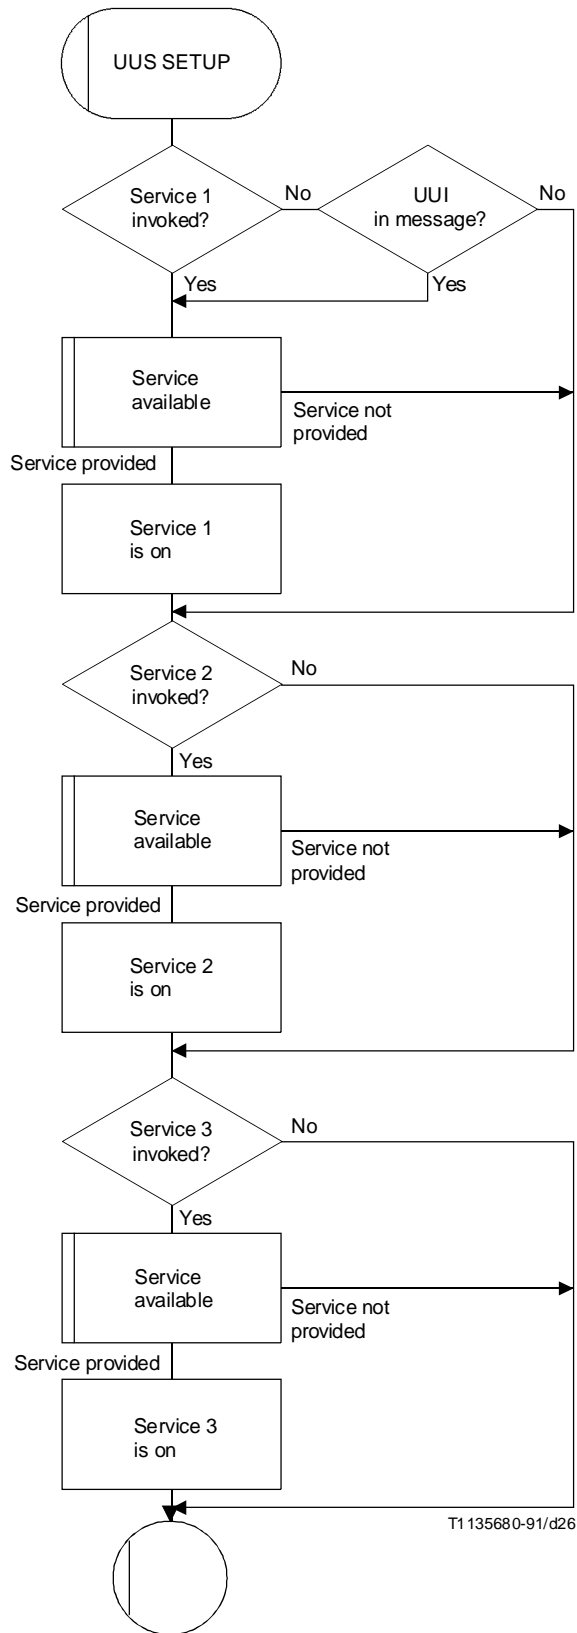 UUS SETUP
Service 1
invoked?
No
UUI
in message?
No
Yes
Yes
Service
available
Service not
provided
Service provided
Service 1
is on
Service 2
invoked?
No
Yes
Service
available
Service not
provided
Service provided
Service 2
is on
Service 3
invoked?
No
Yes
Service
available
Service not
provided
Service provided
Service 3
is on
T1135680-91/d26